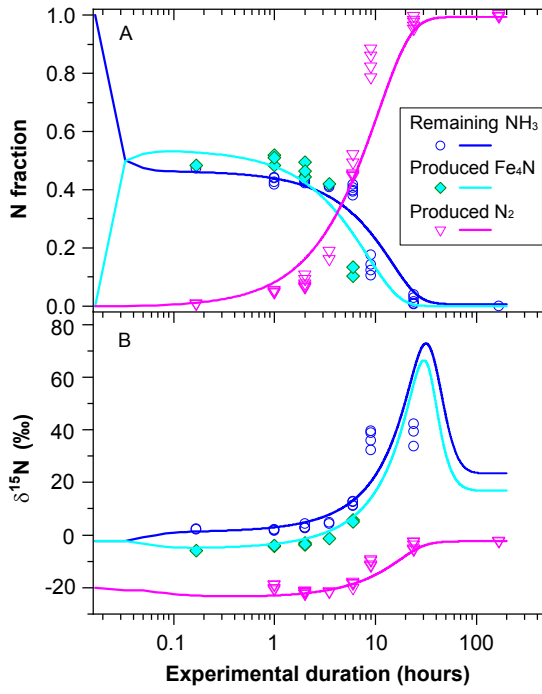 A
1.0
0.8
0.6
0.4
0.2
0.0
N fraction
Remaining NH₃
Produced Fe₄N
Produced N₂
B
80
60
40
20
0
-20
δ¹⁵N (‰)
0.1 1 10 100
Experimental duration (hours)